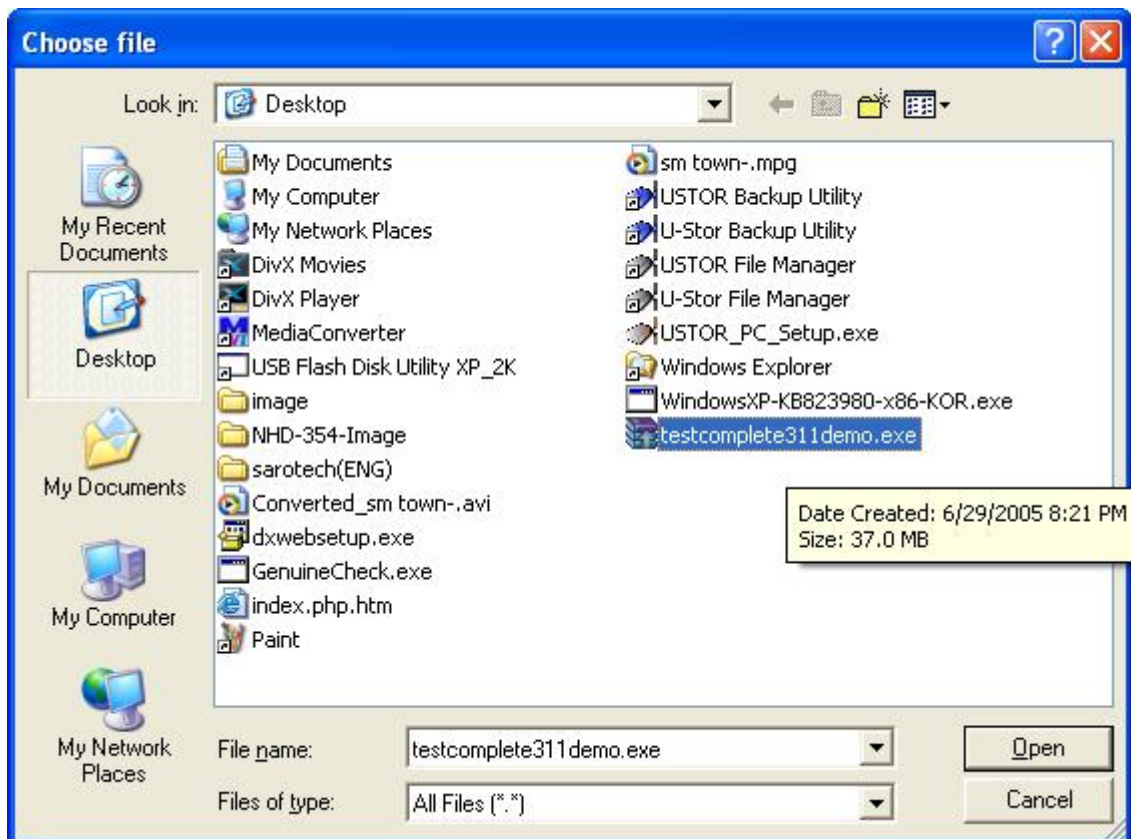 Choose file
Look in:
Desktop
My Recent
Documents
Desktop
My Documents
My Computer
My Network
Places
My Documents
My Computer
My Network Places
DivX Movies
DivX Player
MediaConverter
USB Flash Disk Utility XP_2K
image
NHD-354-Image
sarotech(ENG)
Converted_sm town-.avi
dxwebsetup.exe
GenuineCheck.exe
index.php.htm
Paint
sm town-.mpg
USTOR Backup Utility
U-Stor Backup Utility
USTOR File Manager
U-Stor File Manager
USTOR_PC_Setup.exe
Windows Explorer
WindowsXP-KB823980-x86-KOR.exe
testcomplete311demo.exe
Date Created: 6/29/2005 8:21 PM
Size: 37.0 MB
File name:
testcomplete311demo.exe
Open
Files of type:
All Files (*.*)
Cancel